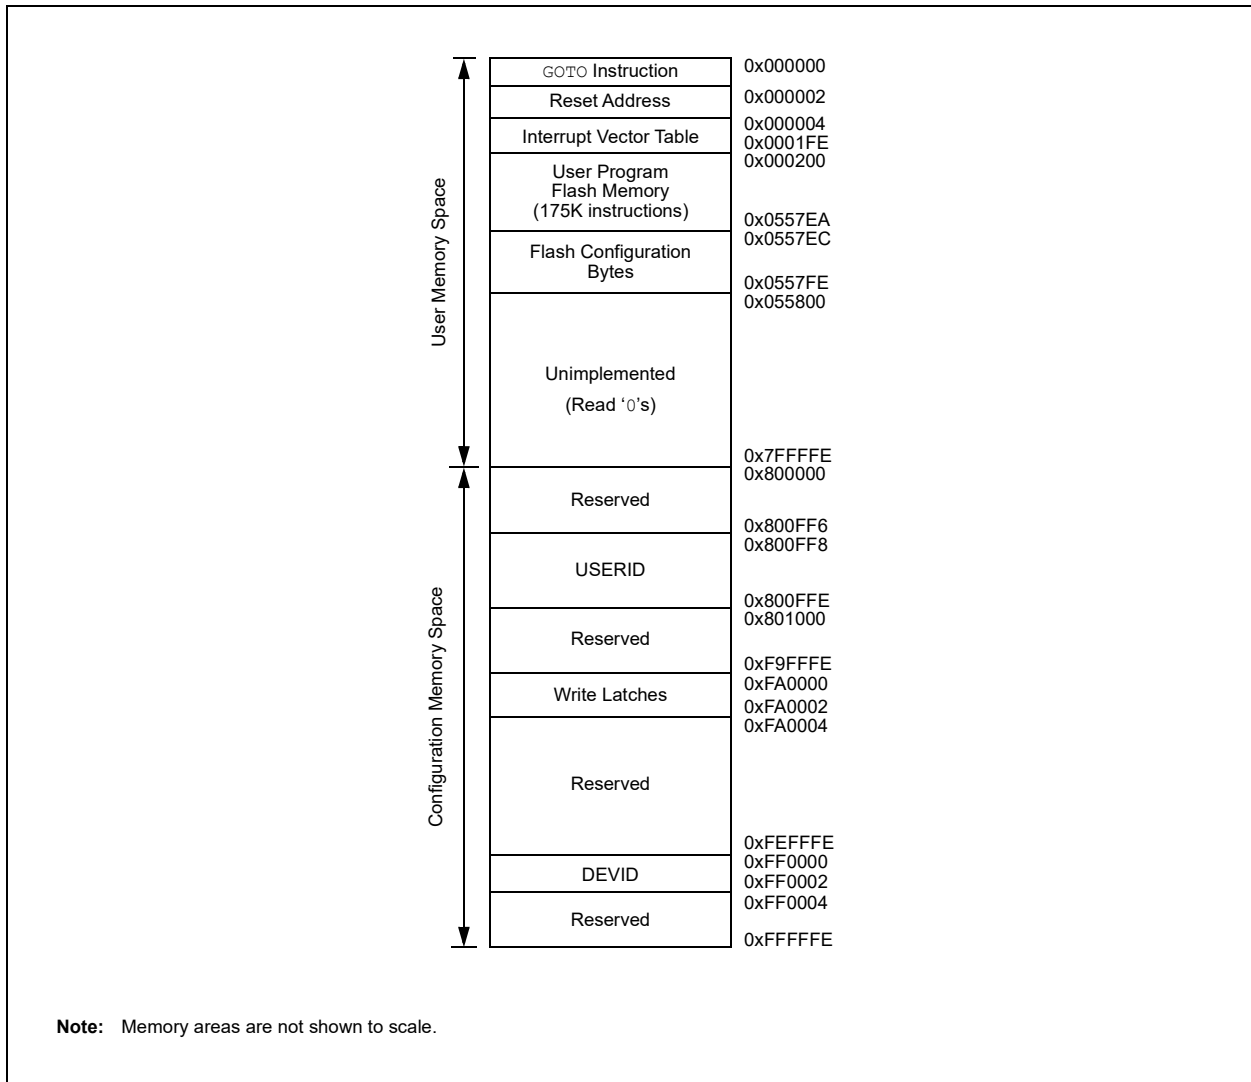 GOTO Instruction
0x000000
Reset Address
0x000002
Interrupt Vector Table
0x000004
0x0001FE
User Program
Flash Memory
(175K instructions)
0x000200
0x0557EA
Flash Configuration
Bytes
0x0557EC
0x0557FE
Unimplemented
(Read ‘0’s)
0x055800
0x7FFFFE
User Memory Space
Reserved
0x800000
0x800FF6
USERID
0x800FF8
0x800FFE
Reserved
0x801000
0xF9FFFE
Write Latches
0xFA0000
0xFA0002
Reserved
0xFA0004
0xFEFFFE
DEVID
0xFF0000
0xFF0002
Reserved
0xFF0004
0xFFFFFE
Configuration Memory Space
Note: Memory areas are not shown to scale.